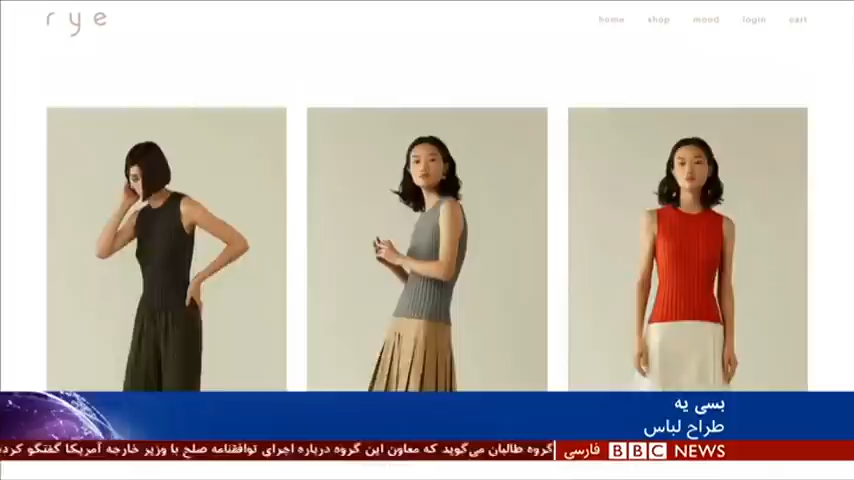 rye
home shop mood login cart
بسی یه
طراح لباس
گروه طالبان می‌گوید که معاون این گروه درباره اجرای توافقنامه صلح با وزیر خارجه آمریکا گفتگو کرد
BBC NEWS فارسی